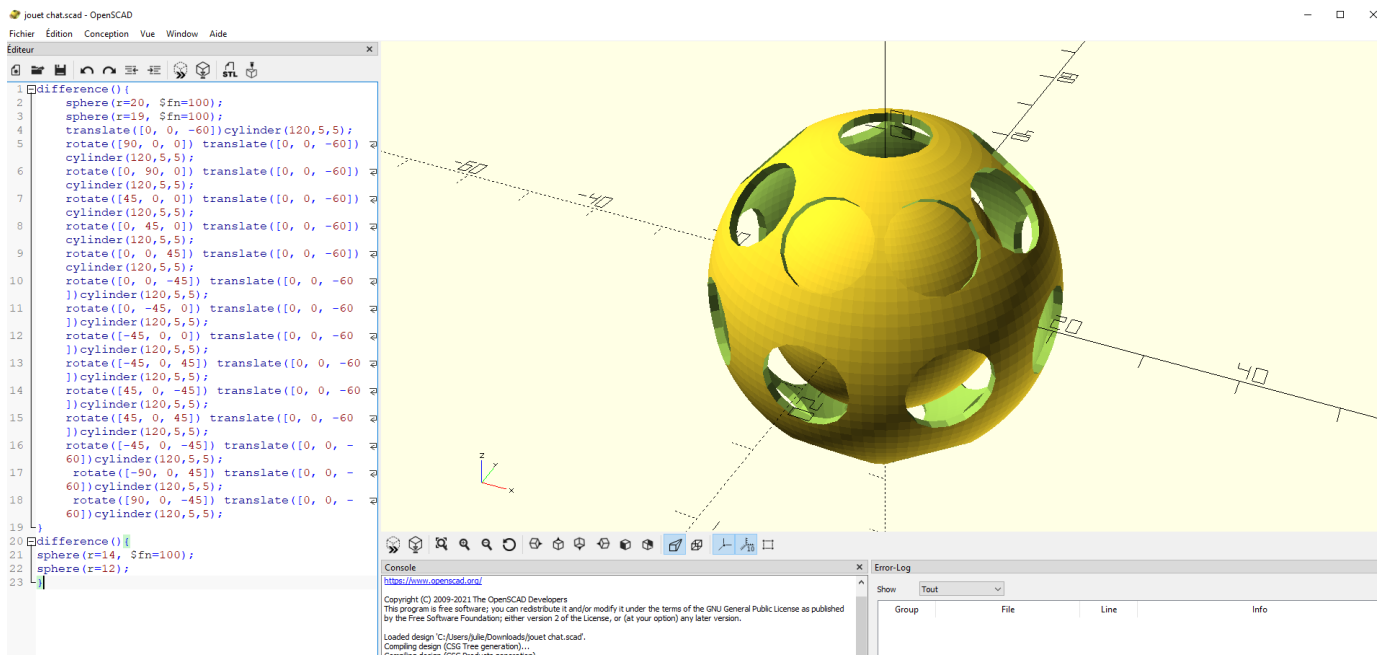 jouet chat.scad - OpenSCAD
Fichier Édition Conception Vue Window Aide
Éditeur
STL
1 difference(){
2 sphere(r=20, $fn=100);
3 sphere(r=19, $fn=100);
4 translate([0, 0, -60])cylinder(120,5,5);
5 rotate([90, 0, 0]) translate([0, 0, -60])
cylinder(120,5,5);
6 rotate([0, 90, 0]) translate([0, 0, -60])
cylinder(120,5,5);
7 rotate([45, 0, 0]) translate([0, 0, -60])
cylinder(120,5,5);
8 rotate([0, 45, 0]) translate([0, 0, -60])
cylinder(120,5,5);
9 rotate([0, 0, 45]) translate([0, 0, -60])
cylinder(120,5,5);
10 rotate([0, 0, -45]) translate([0, 0, -60
])cylinder(120,5,5);
11 rotate([0, -45, 0]) translate([0, 0, -60
])cylinder(120,5,5);
12 rotate([-45, 0, 0]) translate([0, 0, -60
])cylinder(120,5,5);
13 rotate([-45, 0, 45]) translate([0, 0, -60
])cylinder(120,5,5);
14 rotate([45, 0, -45]) translate([0, 0, -60
])cylinder(120,5,5);
15 rotate([45, 0, 45]) translate([0, 0, -60
])cylinder(120,5,5);
16 rotate([-45, 0, -45]) translate([0, 0, -
60])cylinder(120,5,5);
17 rotate([-90, 0, 45]) translate([0, 0, -
60])cylinder(120,5,5);
18 rotate([90, 0, -45]) translate([0, 0, -
60])cylinder(120,5,5);
19 }
20 difference(){
21 sphere(r=14, $fn=100);
22 sphere(r=12);
23 }
-60
-40
20
40
z
y
x
10
Console
https://www.openscad.org/
Copyright (C) 2009-2021 The OpenSCAD Developers
This program is free software; you can redistribute it and/or modify it under the terms of the GNU General Public License as published
by the Free Software Foundation; either version 2 of the License, or (at your option) any later version.
Loaded design 'C:/Users/julie/Downloads/jouet chat.scad'.
Compiling design (CSG Tree generation)...
Compiling design (CSG Products generation)
Error-Log
Show Tout
Group File Line Info